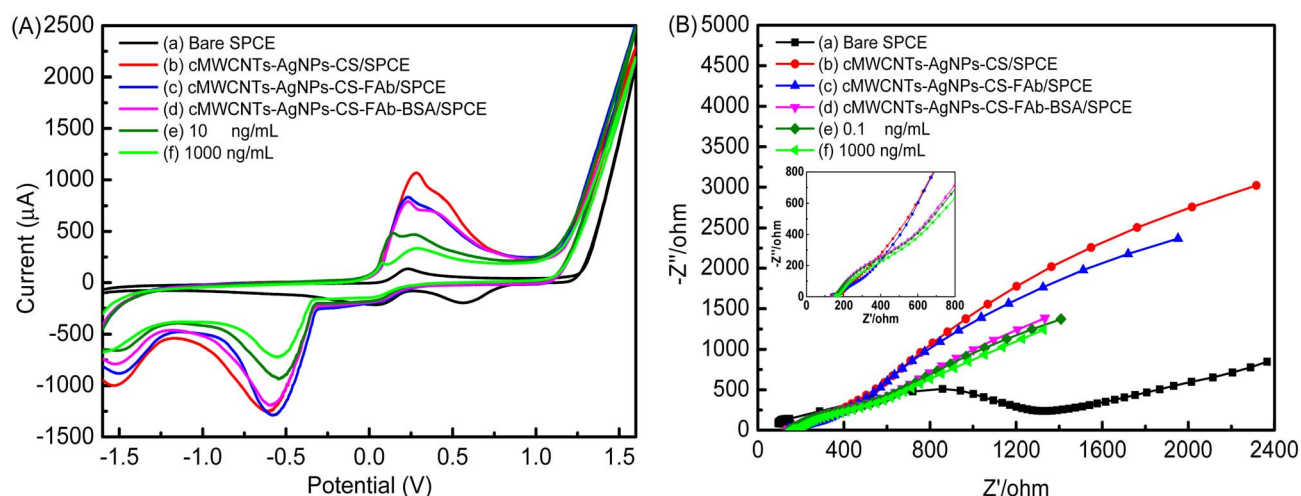 (A)
2500
2000
1500
1000
500
0
-500
-1000
-1500
Current (µA)
(a) Bare SPCE
(b) cMWCNTs-AgNPs-CS/SPCE
(c) cMWCNTs-AgNPs-CS-FAb/SPCE
(d) cMWCNTs-AgNPs-CS-FAb-BSA/SPCE
(e) 10 ng/mL
(f) 1000 ng/mL
-1.5 -1.0 -0.5 0.0 0.5 1.0 1.5
Potential (V)
(B)
5000
4500
4000
3500
3000
2500
2000
1500
1000
500
0
-Z''/ohm
(a) Bare SPCE
(b) cMWCNTs-AgNPs-CS/SPCE
(c) cMWCNTs-AgNPs-CS-FAb/SPCE
(d) cMWCNTs-AgNPs-CS-FAb-BSA/SPCE
(e) 0.1 ng/mL
(f) 1000 ng/mL
800
600
400
200
0
-Z''/ohm
0 200 400 600 800
Z'/ohm
0 400 800 1200 1600 2000 2400
Z'/ohm